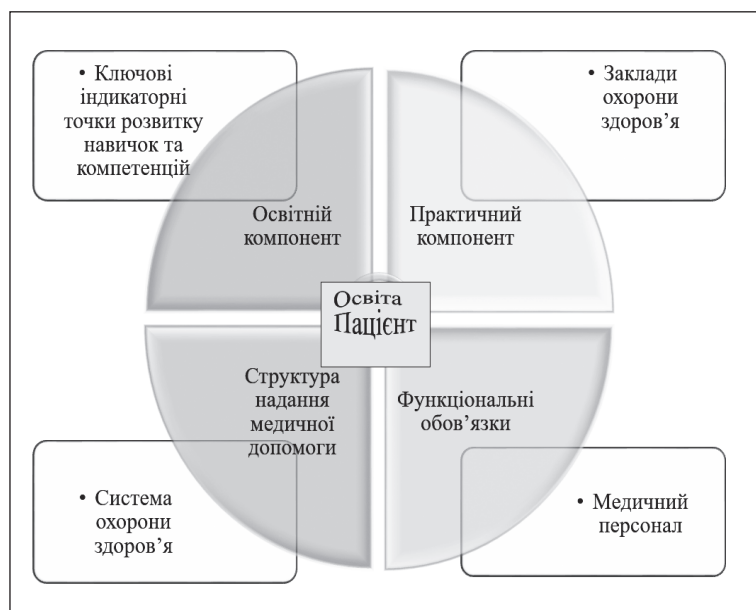 • Ключові
індикаторні
точки розвитку
навичок та
компетенцій
• Заклади
охорони
здоров’я
Освітній
компонент
Практичний
компонент
Освіта
Пацієнт
Структура
надання
медичної
допомоги
Функціональні
обов’язки
• Система
охорони
здоров’я
• Медичний
персонал